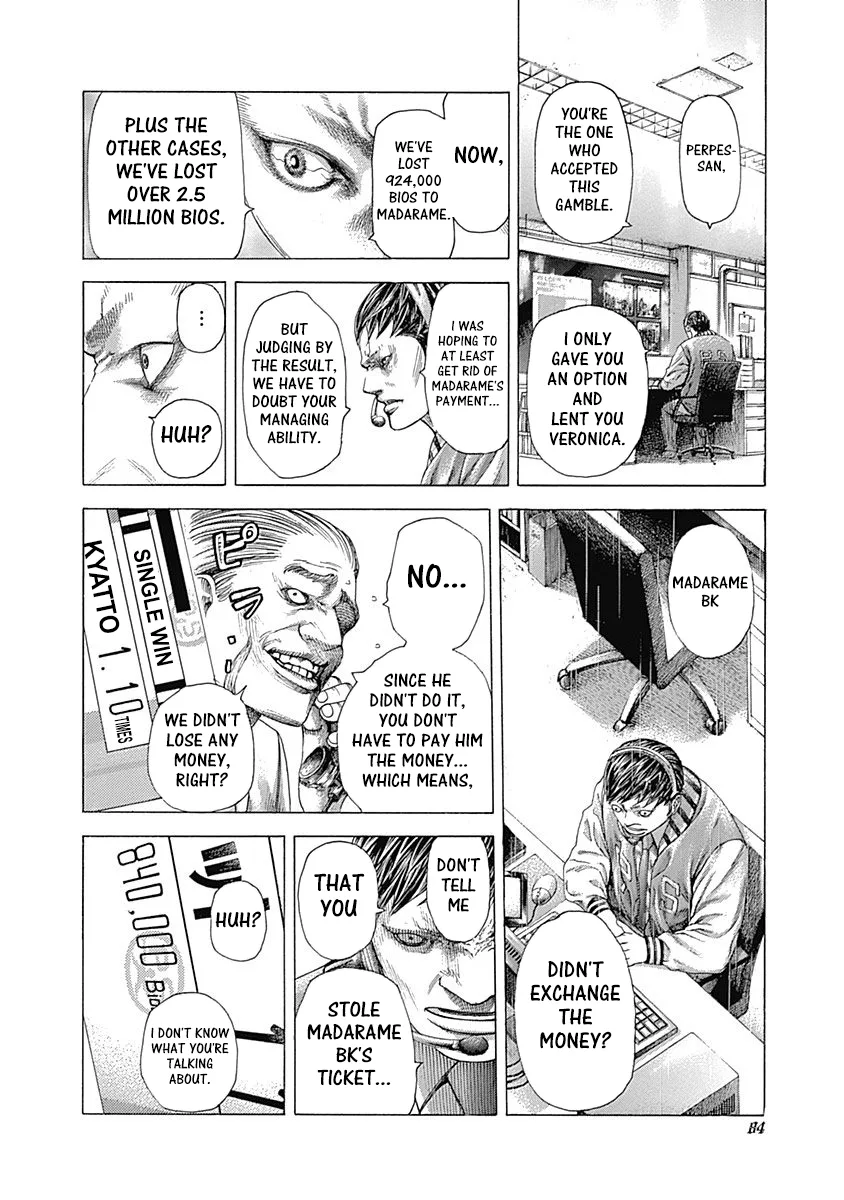 PERPES-
SAN,
YOU'RE
THE ONE
WHO
ACCEPTED
THIS
GAMBLE.
I ONLY
GAVE YOU
AN OPTION
AND
LENT YOU
VERONICA.
NOW,
WE'VE
LOST
924,000
BIOS TO
MADARAME.
PLUS THE
OTHER CASES,
WE'VE LOST
OVER 2.5
MILLION BIOS.
I WAS
HOPING TO
AT LEAST
GET RID OF
MADARAME'S
PAYMENT...
BUT
JUDGING BY
THE RESULT,
WE HAVE TO
DOUBT YOUR
MANAGING
ABILITY.
...
HUH?
MADARAME
BK
DIDN'T
EXCHANGE
THE
MONEY?
P S
NO...
SINCE HE
DIDN'T DO IT,
YOU DON'T
HAVE TO PAY HIM
THE MONEY...
WHICH MEANS,
ピラ
WE DIDN'T
LOSE ANY
MONEY,
RIGHT?
SINGLE WIN
KYATTO 1.10 TIMES
DON'T
TELL
ME
THAT
YOU
STOLE
MADARAME
BK'S
TICKET...
HUH?
840,000 Bios
I DON'T KNOW
WHAT YOU'RE
TALKING
ABOUT.
84